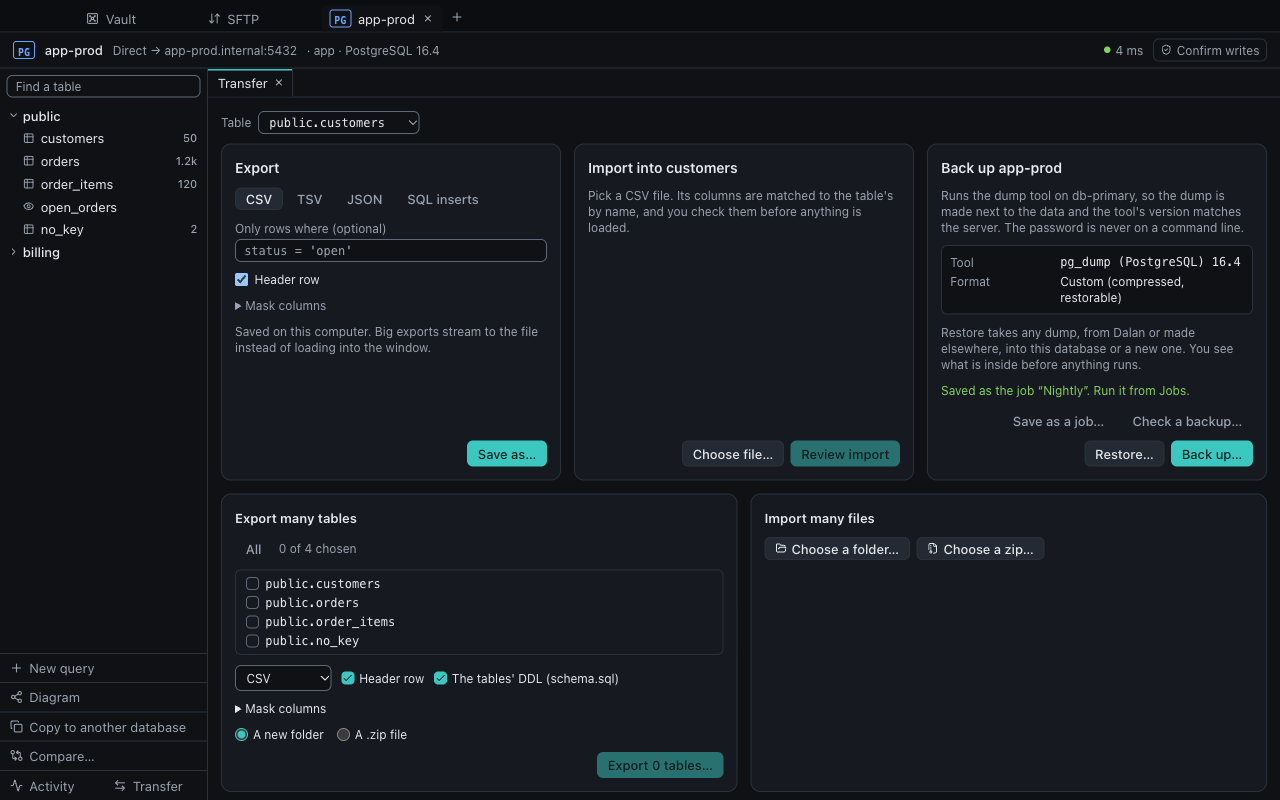 Vault
SFTP
PG app-prod
PG app-prod Direct → app-prod.internal:5432 · app · PostgreSQL 16.4
4 ms
Confirm writes
Find a table
public
customers 50
orders 1.2k
order_items 120
open_orders
no_key 2
billing
New query
Diagram
Copy to another database
Compare...
Activity
Transfer
Transfer
Table public.customers
Export
CSV TSV JSON SQL inserts
Only rows where (optional)
status = 'open'
Header row
Mask columns
Saved on this computer. Big exports stream to the file
instead of loading into the window.
Save as...
Import into customers
Pick a CSV file. Its columns are matched to the table's
by name, and you check them before anything is
loaded.
Choose file...
Review import
Back up app-prod
Runs the dump tool on db-primary, so the dump is
made next to the data and the tool's version matches
the server. The password is never on a command line.
Tool pg_dump (PostgreSQL) 16.4
Format Custom (compressed,
restorable)
Restore takes any dump, from Dalan or made
elsewhere, into this database or a new one. You see
what is inside before anything runs.
Saved as the job “Nightly”. Run it from Jobs.
Save as a job...
Check a backup...
Restore...
Back up...
Export many tables
All 0 of 4 chosen
public.customers
public.orders
public.order_items
public.no_key
CSV
Header row
The tables' DDL (schema.sql)
Mask columns
A new folder
A .zip file
Export 0 tables...
Import many files
Choose a folder...
Choose a zip...